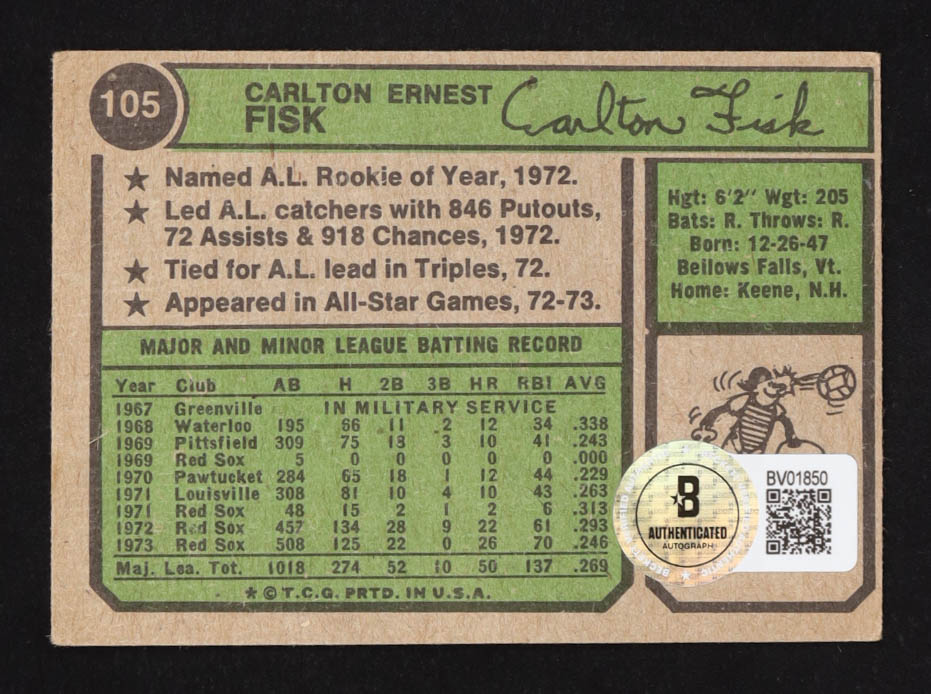 105
CARLTON ERNEST
FISK
Carlton Fisk
★ Named A.L. Rookie of Year, 1972.
★ Led A.L. catchers with 846 Putouts,
72 Assists & 918 Chances, 1972.
★ Tied for A.L. lead in Triples, 72.
★ Appeared in All-Star Games, 72-73.
Hgt: 6'2" Wgt: 205
Bats: R. Throws: R.
Born: 12-26-47
Bellows Falls, Vt.
Home: Keene, N.H.
MAJOR AND MINOR LEAGUE BATTING RECORD
Year Club AB H 2B 3B HR RBI AVG
1967 Greenville IN MILITARY SERVICE
1968 Waterloo 195 66 11 2 12 34 .338
1969 Pittsfield 309 75 18 3 10 41 .243
1969 Red Sox 5 0 0 0 0 0 .000
1970 Pawtucket 284 65 18 1 12 44 .229
1971 Louisville 308 81 10 4 10 43 .263
1971 Red Sox 48 15 2 1 2 6 .313
1972 Red Sox 457 134 28 9 22 61 .293
1973 Red Sox 508 125 22 0 26 70 .246
Maj. Lea. Tot. 1018 274 52 10 50 137 .269
★ © T.C.G. PRTD. IN U.S.A.
B
AUTHENTICATED
AUTOGRAPH
BV01850